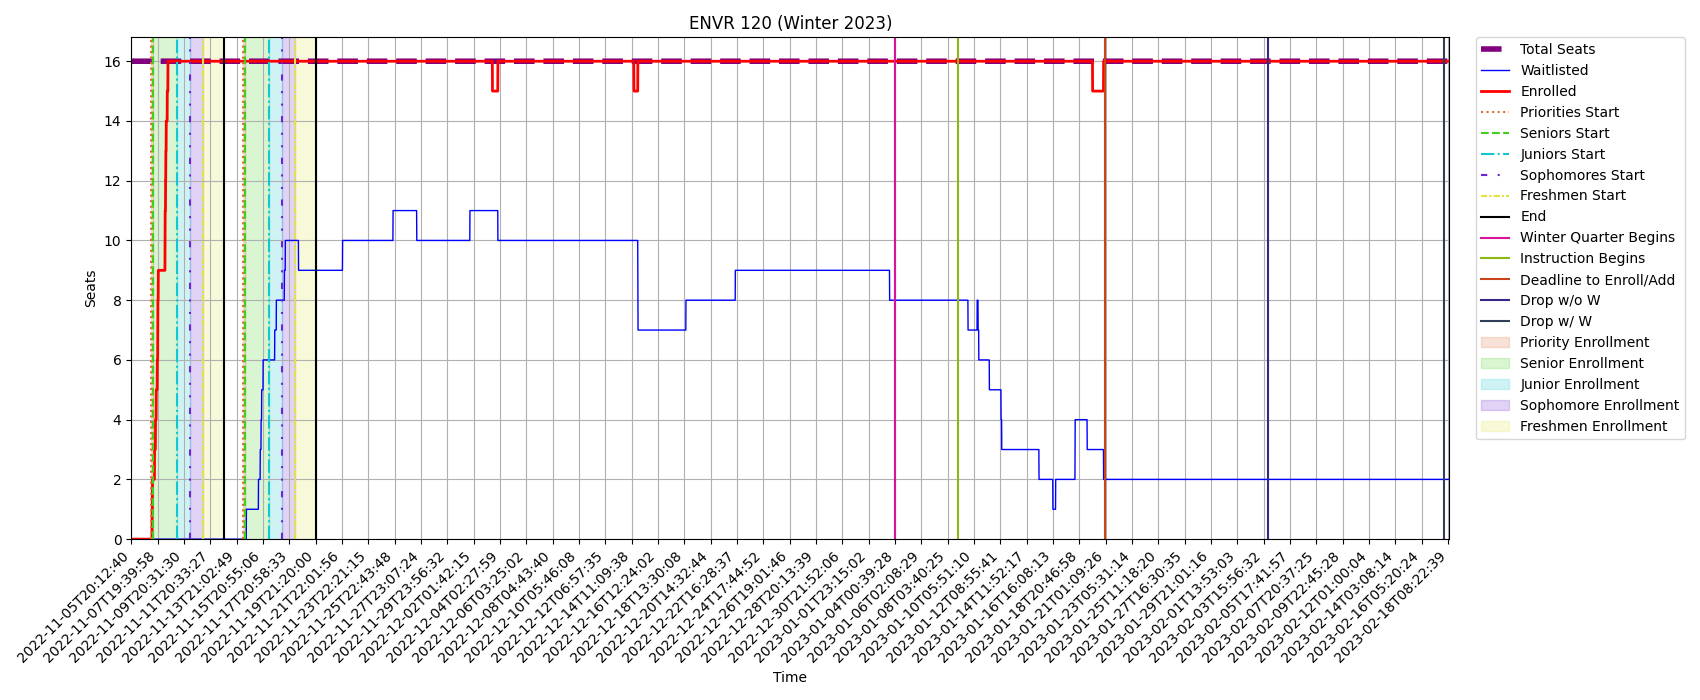 ENVR 120 (Winter 2023)
Seats
16
14
12
10
8
6
4
2
0
2022-11-05T20:12:40
2022-11-07T19:39:58
2022-11-09T20:31:30
2022-11-11T20:33:27
2022-11-13T21:02:49
2022-11-15T20:55:06
2022-11-17T20:58:33
2022-11-19T21:20:00
2022-11-21T22:01:56
2022-11-23T22:21:15
2022-11-25T22:43:48
2022-11-27T23:07:24
2022-11-29T23:56:32
2022-12-02T01:42:15
2022-12-04T02:27:59
2022-12-06T03:25:02
2022-12-08T04:43:40
2022-12-10T05:46:08
2022-12-12T06:57:35
2022-12-14T11:09:38
2022-12-16T12:24:02
2022-12-18T13:30:08
2022-12-20T14:32:44
2022-12-22T16:28:37
2022-12-24T17:44:52
2022-12-26T19:01:46
2022-12-28T20:13:39
2022-12-30T21:52:06
2023-01-01T23:15:02
2023-01-04T00:39:28
2023-01-06T02:08:29
2023-01-08T03:40:25
2023-01-10T05:51:10
2023-01-12T08:55:41
2023-01-14T11:52:17
2023-01-16T16:08:13
2023-01-18T20:46:58
2023-01-21T01:09:26
2023-01-23T05:31:14
2023-01-25T11:18:20
2023-01-27T16:30:35
2023-01-29T21:01:16
2023-02-01T13:53:03
2023-02-03T15:56:32
2023-02-05T17:41:57
2023-02-07T20:37:25
2023-02-09T22:45:28
2023-02-12T01:00:04
2023-02-14T03:08:14
2023-02-16T05:20:24
2023-02-18T08:22:39
Time
Total Seats
Waitlisted
Enrolled
Priorities Start
Seniors Start
Juniors Start
Sophomores Start
Freshmen Start
End
Winter Quarter Begins
Instruction Begins
Deadline to Enroll/Add
Drop w/o W
Drop w/ W
Priority Enrollment
Senior Enrollment
Junior Enrollment
Sophomore Enrollment
Freshmen Enrollment